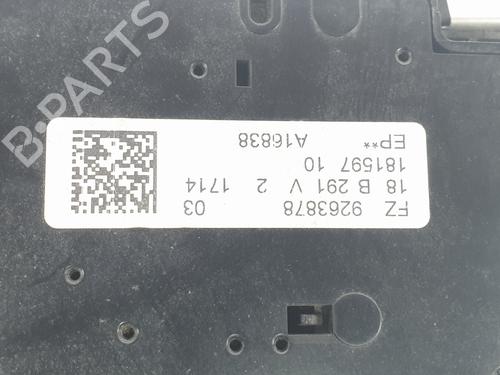 FZ 9263878 03
18 B 291 V 2 1714
181597 10
EP** A16838
B-PARTS